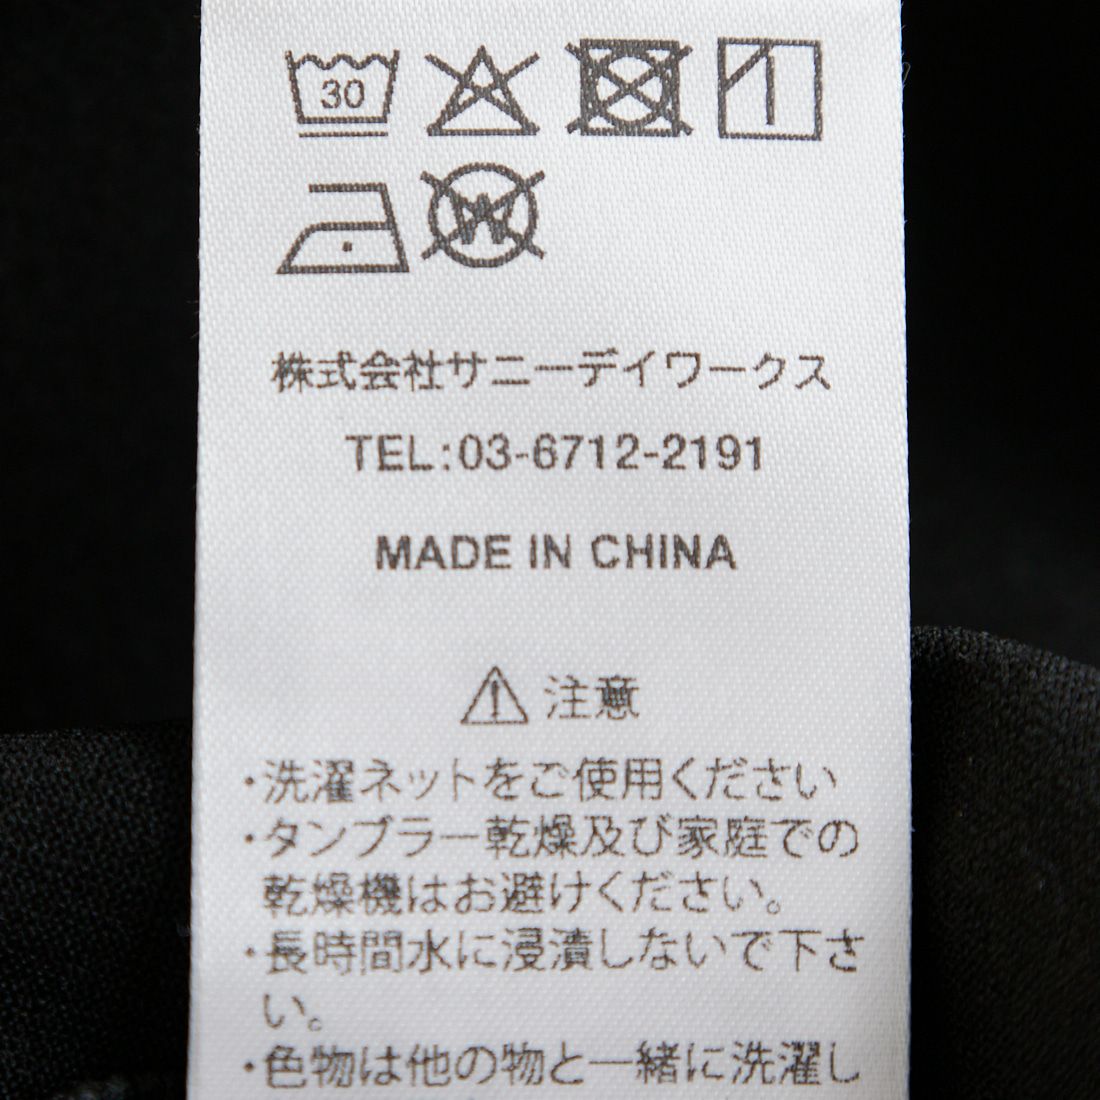 30
W
株式会社サニーデイワークス
TEL:03-6712-2191
MADE IN CHINA
注意
・洗濯ネットをご使用ください
・タンブラー乾燥及び家庭での
乾燥機はお避けください。
・長時間水に浸漬しないで下さ
い。
・色物は他の物と一緒に洗濯し